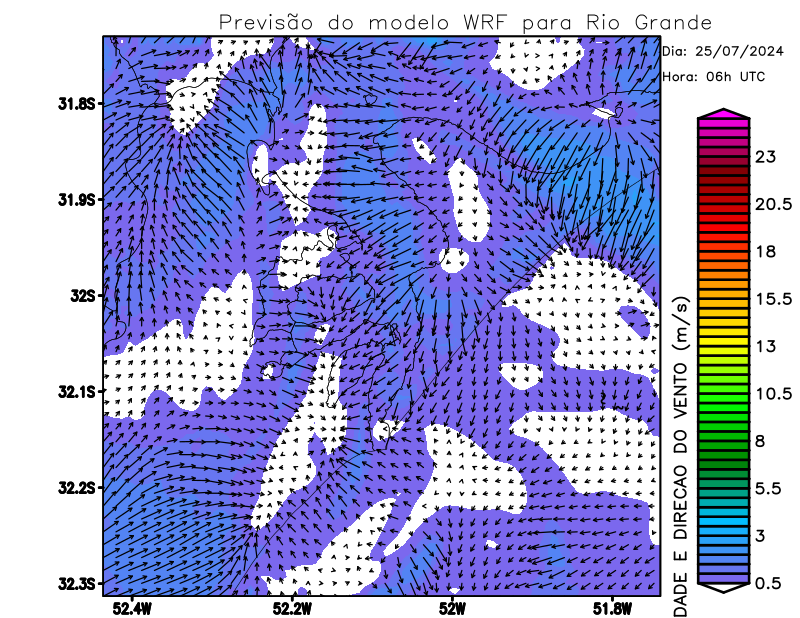 Previsão do modelo WRF para Rio Grande
Dia: 25/07/2024
Hora: 06h UTC
31.8S
31.9S
32S
32.1S
32.2S
32.3S
52.4W
52.2W
52W
51.8W
23
20.5
18
15.5
13
10.5
8
5.5
3
0.5
DADE E DIRECAO DO VENTO (m/s)